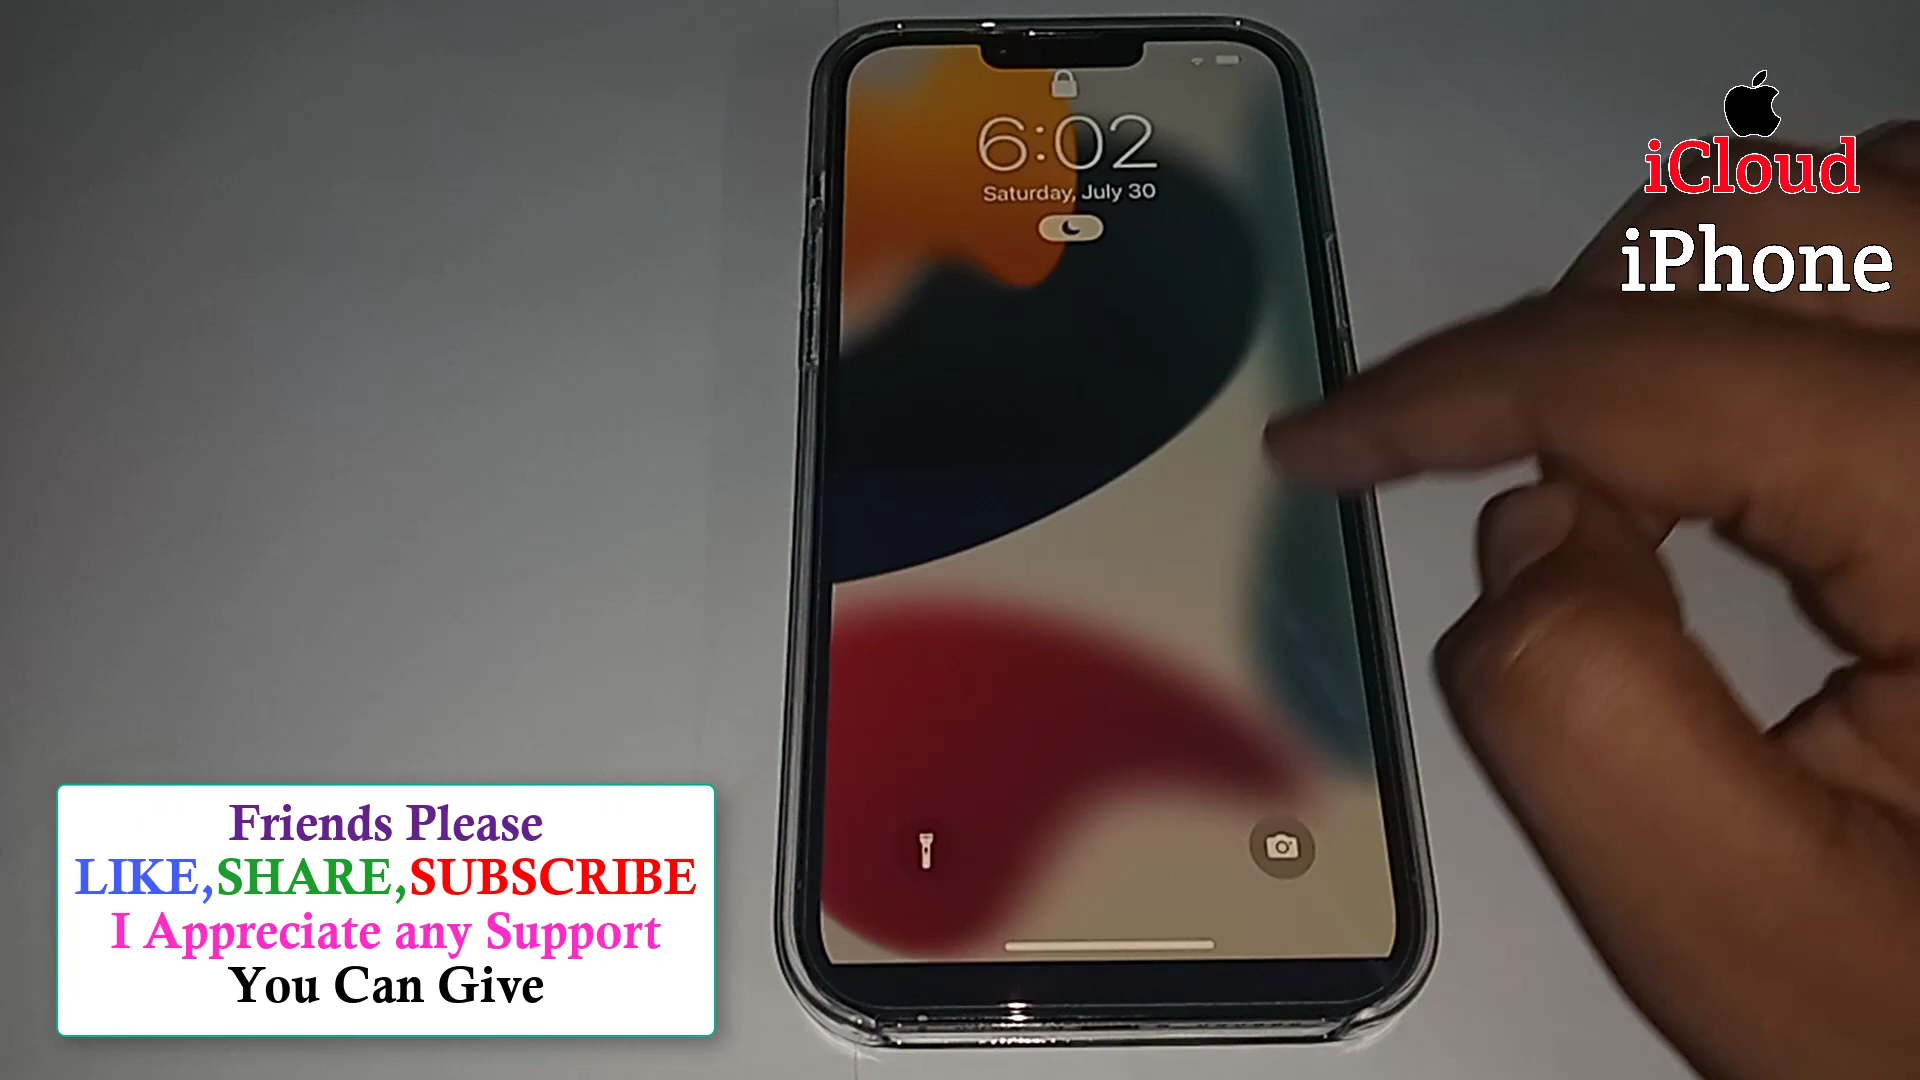 6:02
Saturday, July 30
iCloud
iPhone
Friends Please
LIKE,SHARE,SUBSCRIBE
I Appreciate any Support
You Can Give